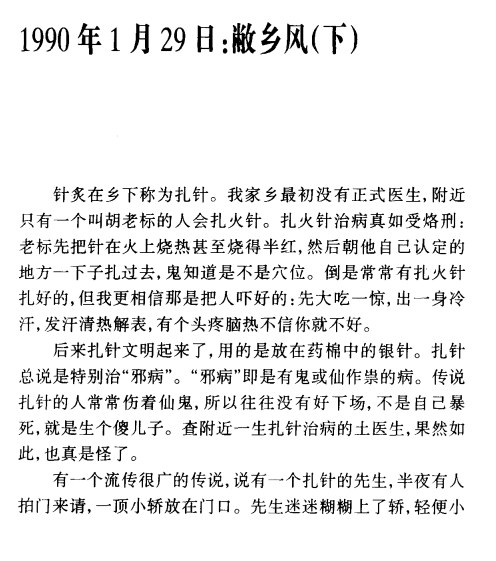 1990年1月29日:敝乡风(下)
针炙在乡下称为扎针。我家乡最初没有正式医生,附近
只有一个叫胡老标的人会扎火针。扎火针治病真如受烙刑:
老标先把针在火上烧热甚至烧得半红,然后朝他自己认定的
地方一下子扎过去,鬼知道是不是穴位。倒是常常有扎火针
扎好的,但我更相信那是把人吓好的:先大吃一惊,出一身冷
汗,发汗清热解表,有个头疼脑热不信你就不好。
后来扎针文明起来了,用的是放在药棉中的银针。扎针
总说是特别治“邪病”。“邪病”即是有鬼或仙作祟的病。传说
扎针的人常常伤着仙鬼,所以往往没有好下场,不是自己暴
死,就是生个傻儿子。查附近一生扎针治病的土医生,果然如
此,也真是怪了。
有一个流传很广的传说,说有一个扎针的先生,半夜有人
拍门来请,一顶小轿放在门口。先生迷迷糊糊上了轿,轻便小